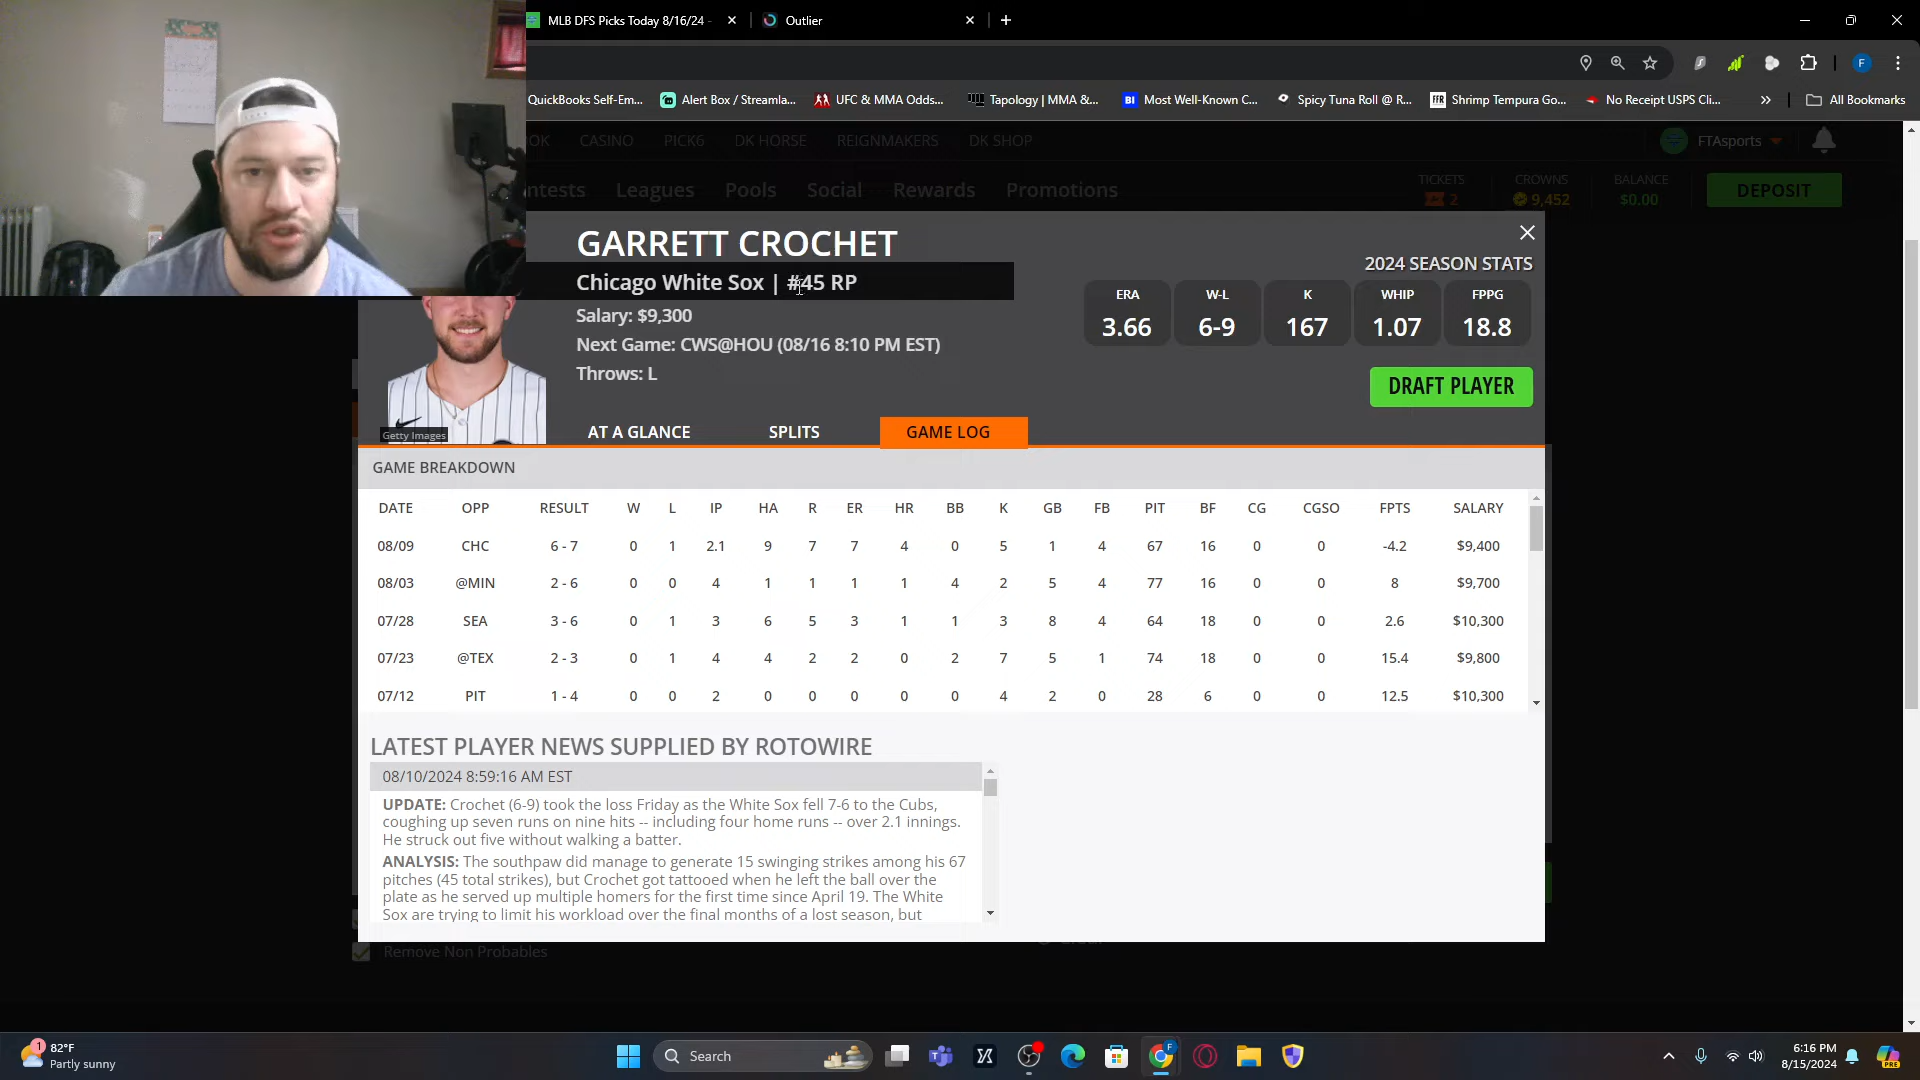 MLB DFS Picks Today 8/16/24 -
Outlier
QuickBooks Self-Em...
Alert Box / Streamla...
UFC & MMA Odds...
Tapology | MMA &...
BI Most Well-Known C...
Spicy Tuna Roll @ R...
FFR Shrimp Tempura Go...
No Receipt USPS Cli...
» All Bookmarks
F
OK CASINO PICK6 DK HORSE REIGNMAKERS DK SHOP
FTAsports
ntests Leagues Pools Social Rewards Promotions
TICKETS 2
CROWNS 9,452
BALANCE $0.00
DEPOSIT
GARRETT CROCHET
Chicago White Sox | #45 RP
Salary: $9,300
Next Game: CWS@HOU (08/16 8:10 PM EST)
Throws: L
Getty Images
2024 SEASON STATS
ERA W-L K WHIP FPPG
3.66 6-9 167 1.07 18.8
DRAFT PLAYER
AT A GLANCE SPLITS GAME LOG
GAME BREAKDOWN
DATE OPP RESULT W L IP HA R ER HR BB K GB FB PIT BF CG CGSO FPTS SALARY
08/09 CHC 6 - 7 0 1 2.1 9 7 7 4 0 5 1 4 67 16 0 0 -4.2 $9,400
08/03 @MIN 2 - 6 0 0 4 1 1 1 1 4 2 5 4 77 16 0 0 8 $9,700
07/28 SEA 3 - 6 0 1 3 6 5 3 1 1 3 8 4 64 18 0 0 2.6 $10,300
07/23 @TEX 2 - 3 0 1 4 4 2 2 0 2 7 5 1 74 18 0 0 15.4 $9,800
07/12 PIT 1 - 4 0 0 2 0 0 0 0 0 4 2 0 28 6 0 0 12.5 $10,300
LATEST PLAYER NEWS SUPPLIED BY ROTOWIRE
08/10/2024 8:59:16 AM EST
UPDATE: Crochet (6-9) took the loss Friday as the White Sox fell 7-6 to the Cubs,
coughing up seven runs on nine hits -- including four home runs -- over 2.1 innings.
He struck out five without walking a batter.
ANALYSIS: The southpaw did manage to generate 15 swinging strikes among his 67
pitches (45 total strikes), but Crochet got tattooed when he left the ball over the
plate as he served up multiple homers for the first time since April 19. The White
Sox are trying to limit his workload over the final months of a lost season, but
Remove Non Probables
1
82°F
Partly sunny
Search
F
6:16 PM
8/15/2024
PRE